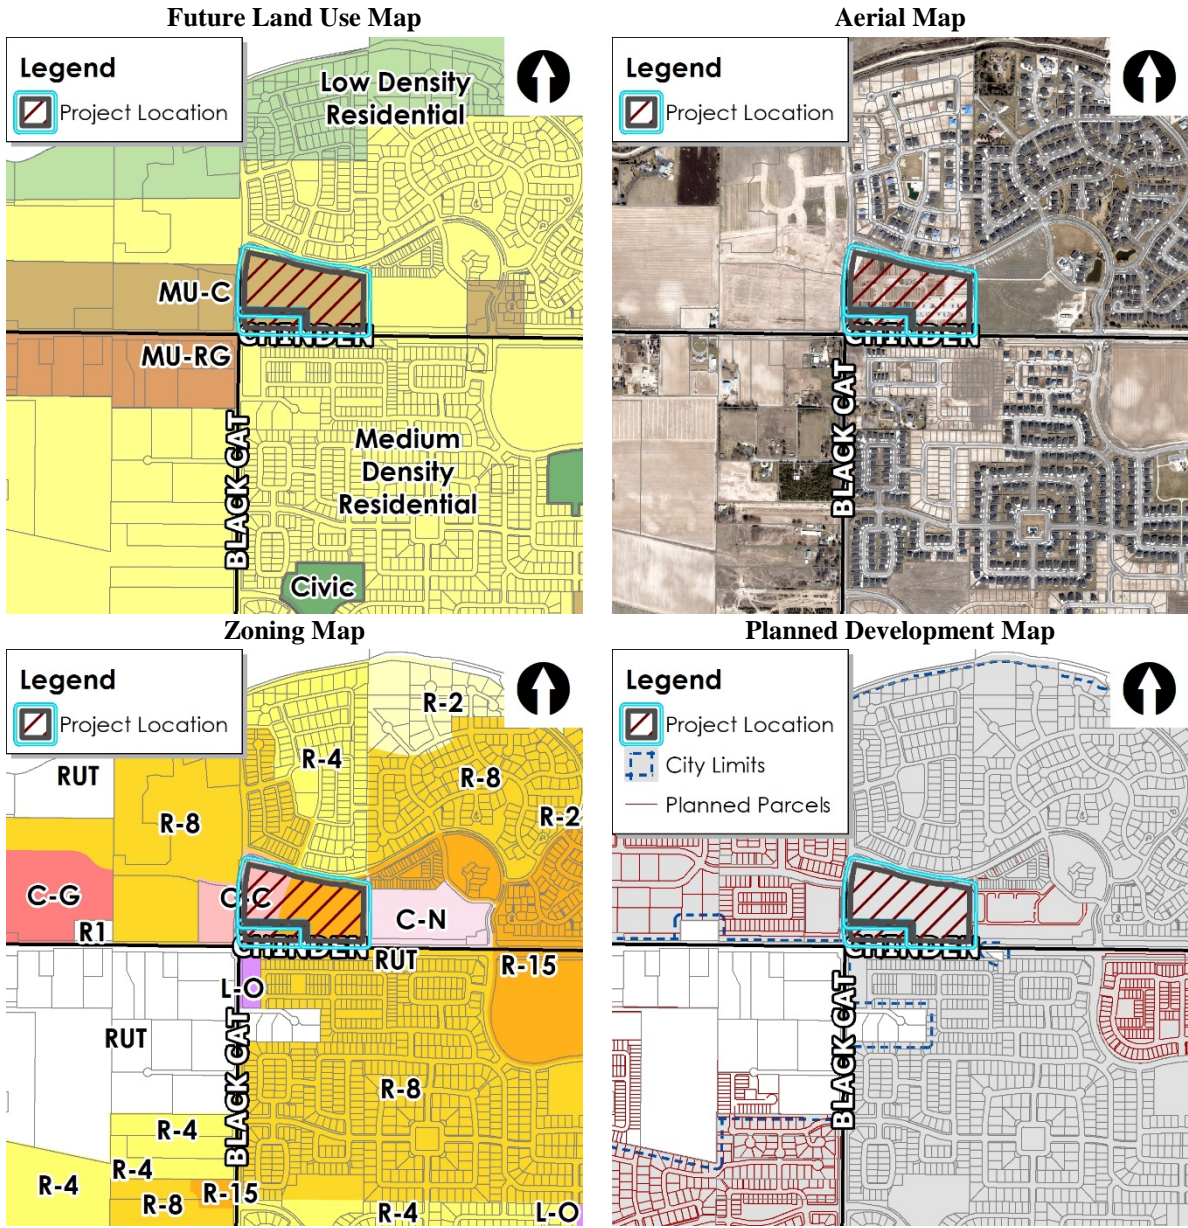 Future Land Use Map
Legend
Project Location
Low Density
Residential
MU-C
CHINDEN
MU-RG
BLACK CAT
Medium
Density
Residential
Civic
Aerial Map
Legend
Project Location
CHINDEN
BLACK CAT
Zoning Map
Legend
Project Location
R-2
R-4
RUT
R-8
R-8
R-2
C-G
C-C
C-N
R1
CHINDEN
RUT
R-15
L-O
RUT
BLACK CAT
R-8
R-4
R-4
R-4
R-15
R-8
R-4
L-O
Planned Development Map
Legend
Project Location
City Limits
Planned Parcels
CHINDEN
BLACK CAT